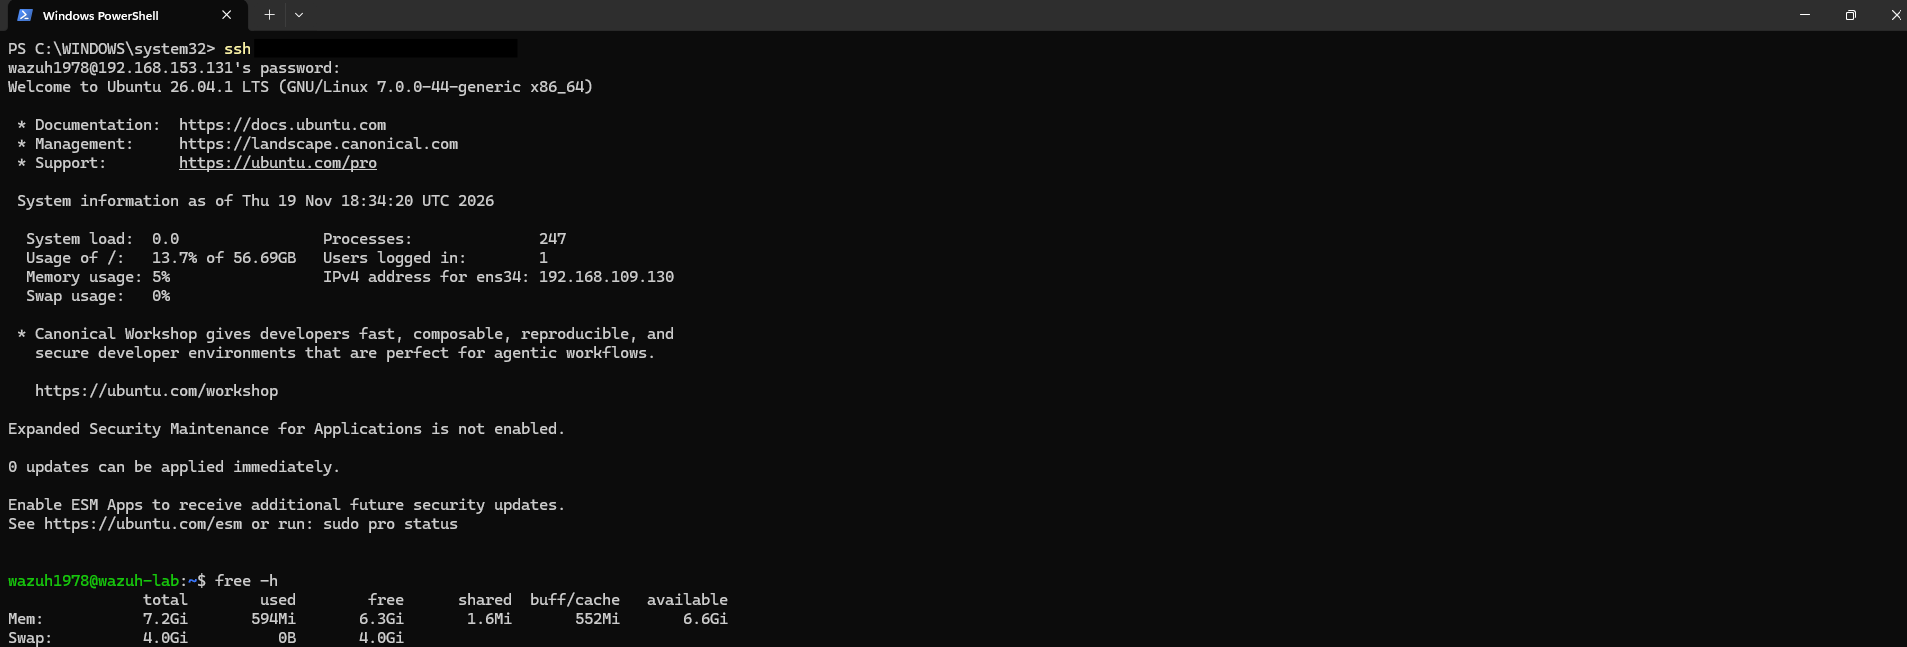 Windows PowerShell
PS C:\WINDOWS\system32> ssh
wazuh1978@192.168.153.131's password:
Welcome to Ubuntu 26.04.1 LTS (GNU/Linux 7.0.0-44-generic x86_64)
* Documentation:  https://docs.ubuntu.com
* Management:     https://landscape.canonical.com
* Support:        https://ubuntu.com/pro
System information as of Thu 19 Nov 18:34:20 UTC 2026
System load:  0.0                Processes:              247
Usage of /:   13.7% of 56.69GB   Users logged in:        1
Memory usage: 5%                 IPv4 address for ens34: 192.168.109.130
Swap usage:   0%
* Canonical Workshop gives developers fast, composable, reproducible, and
secure developer environments that are perfect for agentic workflows.
https://ubuntu.com/workshop
Expanded Security Maintenance for Applications is not enabled.
0 updates can be applied immediately.
Enable ESM Apps to receive additional future security updates.
See https://ubuntu.com/esm or run: sudo pro status
wazuh1978@wazuh-lab:~$ free -h
total        used        free      shared  buff/cache   available
Mem:           7.2Gi       594Mi       6.3Gi       1.6Mi       552Mi       6.6Gi
Swap:          4.0Gi          0B       4.0Gi